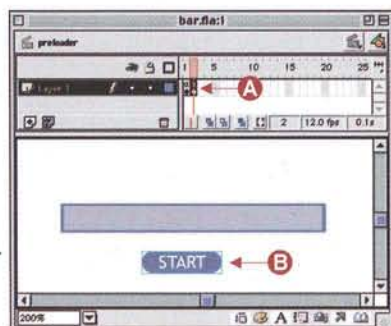 bar.fla:1
preloader
1 5 10 15 20 25
Layer 1
A
2 12.0 fps 0.1s
START
B
200%